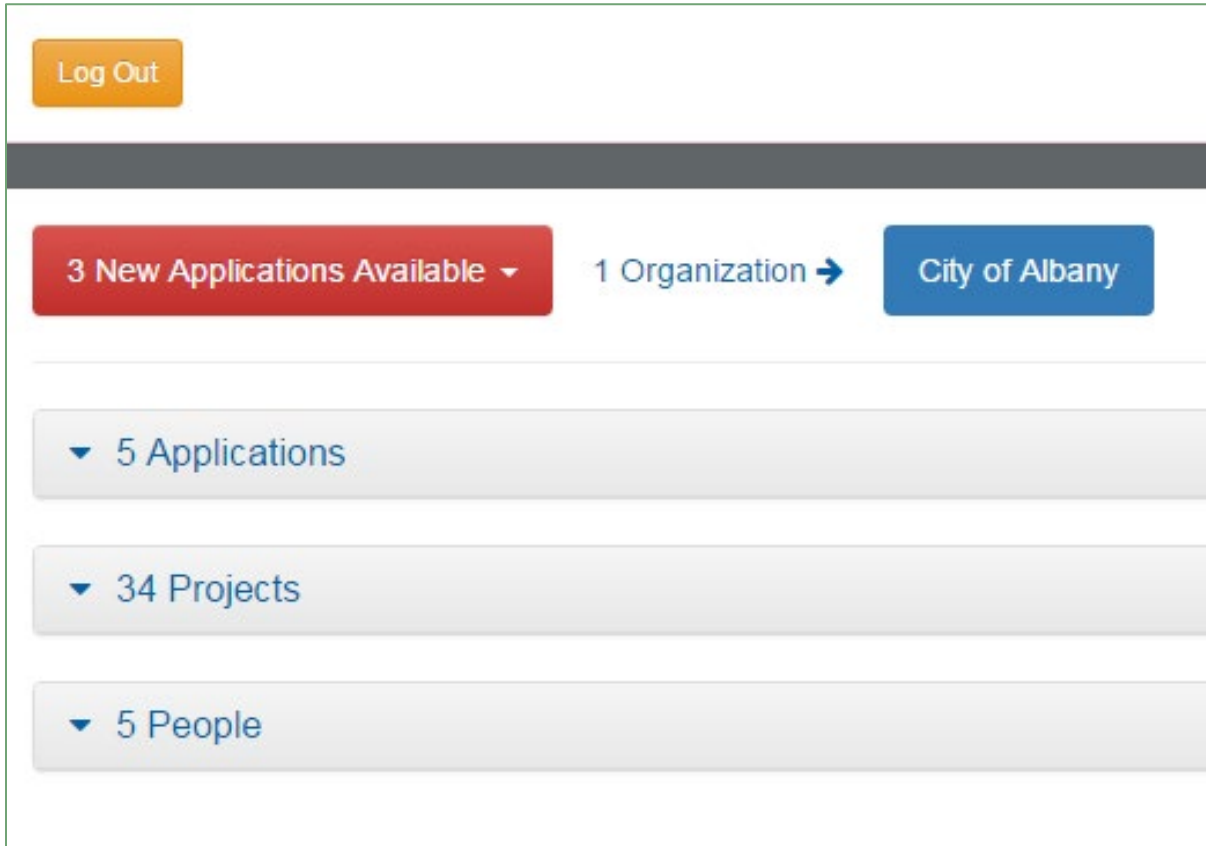 Log Out
3 New Applications Available 1 Organization City of Albany
5 Applications
34 Projects
5 People